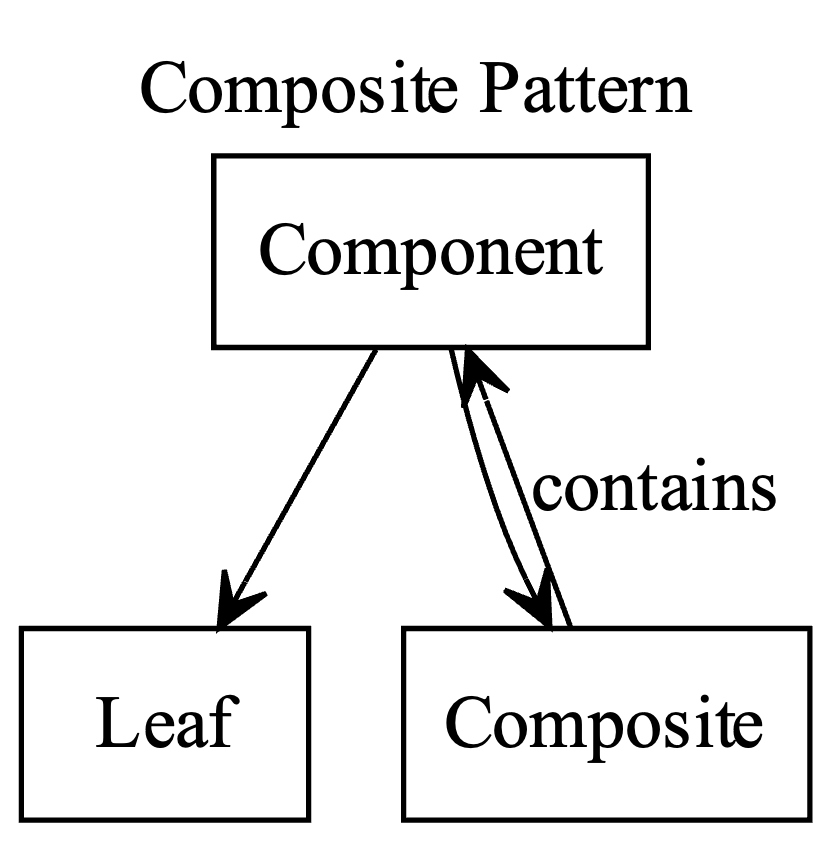 Composite Pattern
Component
contains
Leaf
Composite